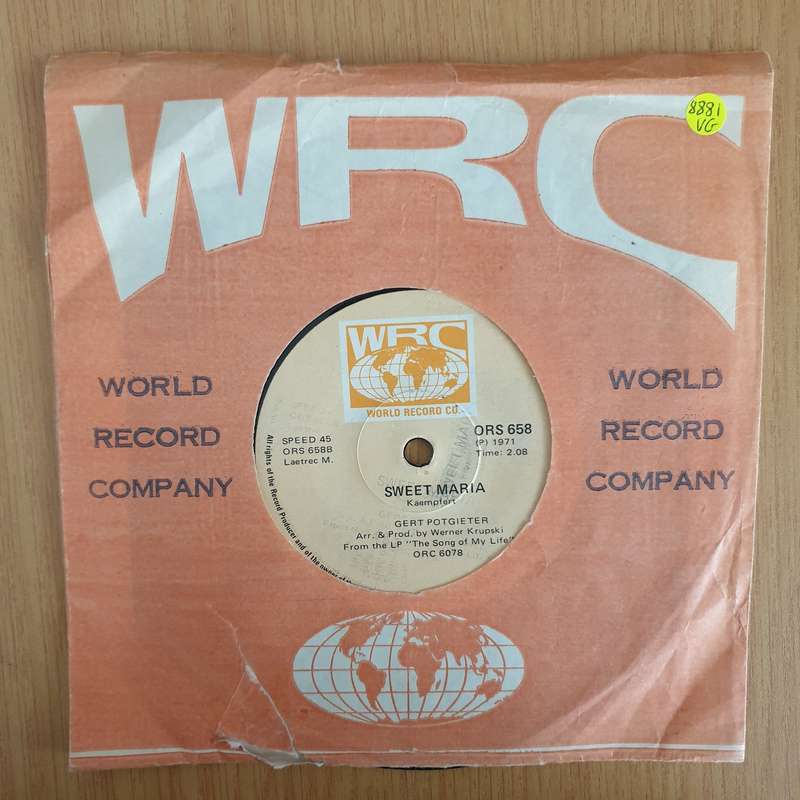 WRC
8881
VG
WORLD
RECORD
COMPANY
WORLD
RECORD
COMPANY
WRC
WORLD RECORD CO.
SPEED 45
ORS 658B
Laetrec M.
ORS 658
(P) 1971
Time: 2.08
SWEET MARIA
Kaempfert
GERT POTGIETER
Arr. & Prod. by Werner Krupski
From the LP "The Song of My Life"
ORC 6078
All rights of the Record Producer and of the owner of